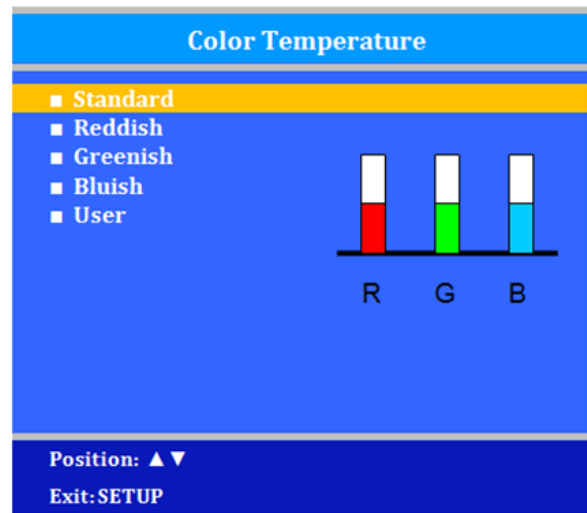 Color Temperature
■ Standard
■ Reddish
■ Greenish
■ Bluish
■ User
R G B
Position: ▲▼
Exit:SETUP